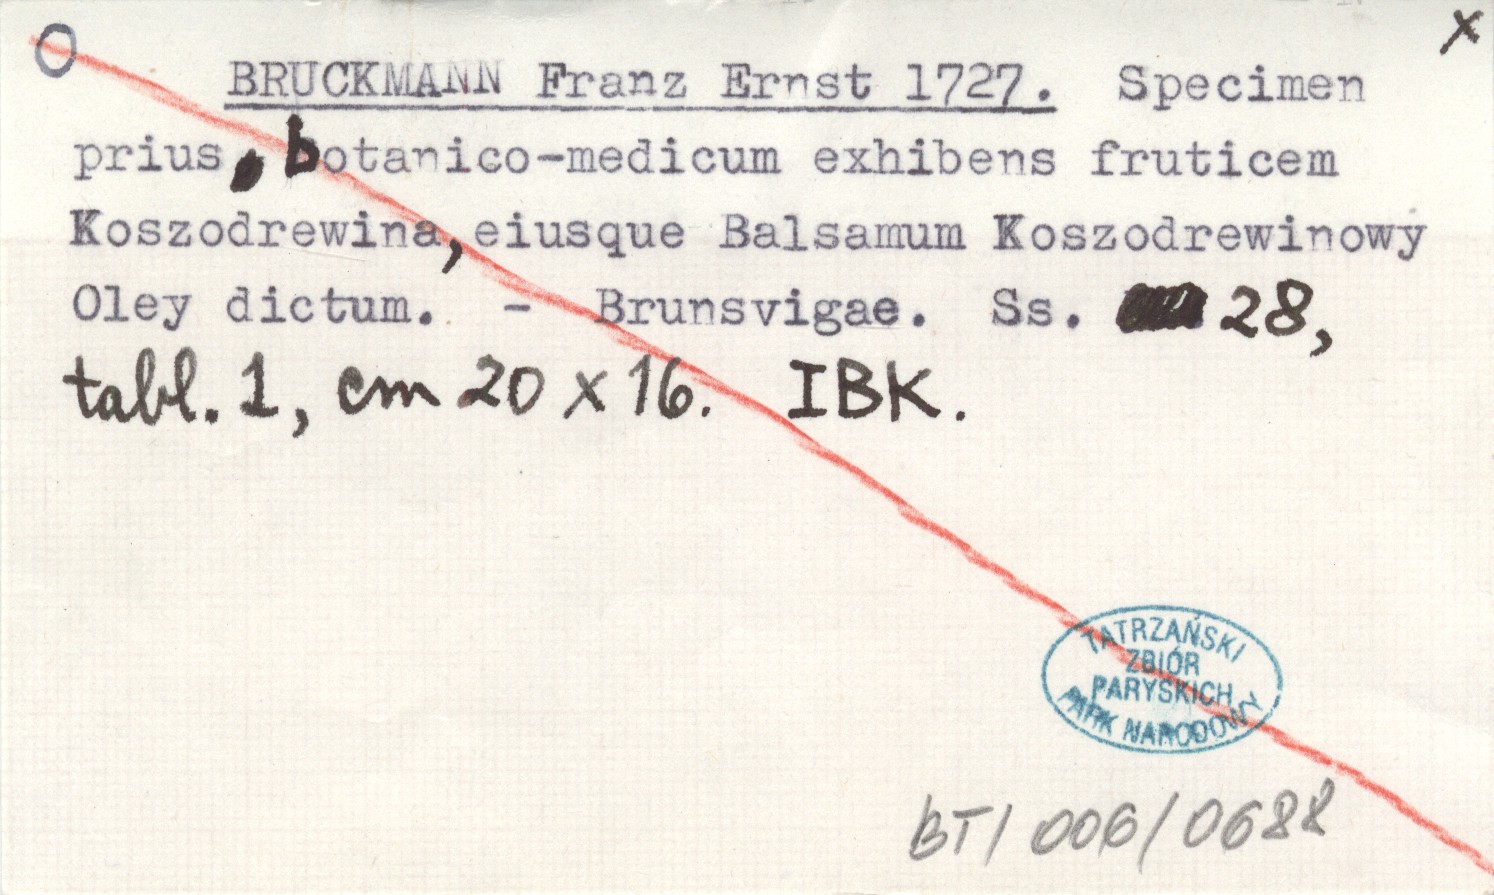 O
x
BRUCKMANN Franz Ernst 1727. Specimen
prius, botanico-medicum exhibens fruticem
Koszodrewina, eiusque Balsamum Koszodrewinowy
Oley dictum. - Brunsvigae. Ss. 28,
tabl. 1, cm 20 x 16. IBK.
TATRZAŃSKI
ZBIÓR
PARYSKICH
PARK NARODOWY
BT/006/0688